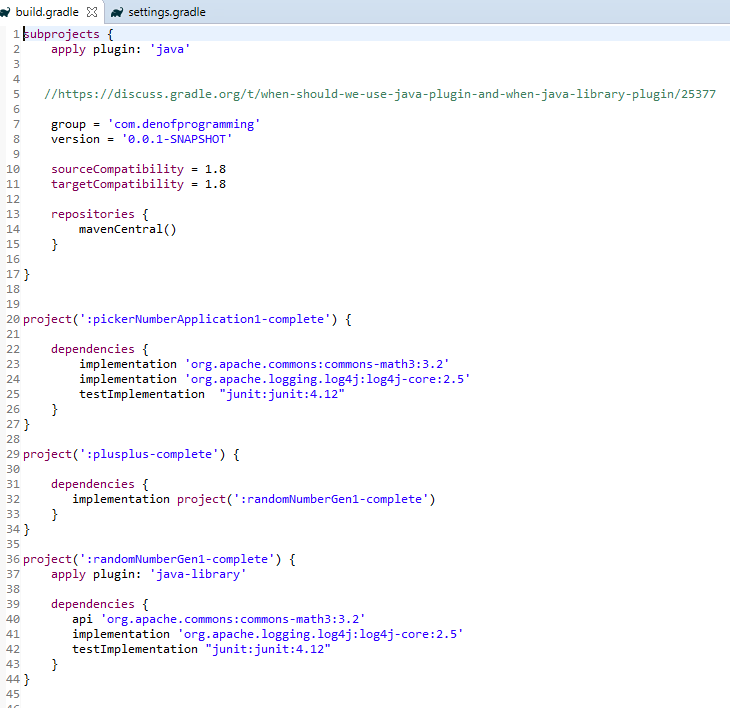 build.gradle settings.gradle
1 subprojects {
2 apply plugin: 'java'
3
4
5 //https://discuss.gradle.org/t/when-should-we-use-java-plugin-and-when-java-library-plugin/25377
6
7 group = 'com.denofprogramming'
8 version = '0.0.1-SNAPSHOT'
9
10 sourceCompatibility = 1.8
11 targetCompatibility = 1.8
12
13 repositories {
14 mavenCentral()
15 }
16
17 }
18
19
20 project(':pickerNumberApplication1-complete') {
21
22 dependencies {
23 implementation 'org.apache.commons:commons-math3:3.2'
24 implementation 'org.apache.logging.log4j:log4j-core:2.5'
25 testImplementation "junit:junit:4.12"
26 }
27 }
28
29 project(':plusplus-complete') {
30
31 dependencies {
32 implementation project(':randomNumberGen1-complete')
33 }
34 }
35
36 project(':randomNumberGen1-complete') {
37 apply plugin: 'java-library'
38
39 dependencies {
40 api 'org.apache.commons:commons-math3:3.2'
41 implementation 'org.apache.logging.log4j:log4j-core:2.5'
42 testImplementation "junit:junit:4.12"
43 }
44 }
45